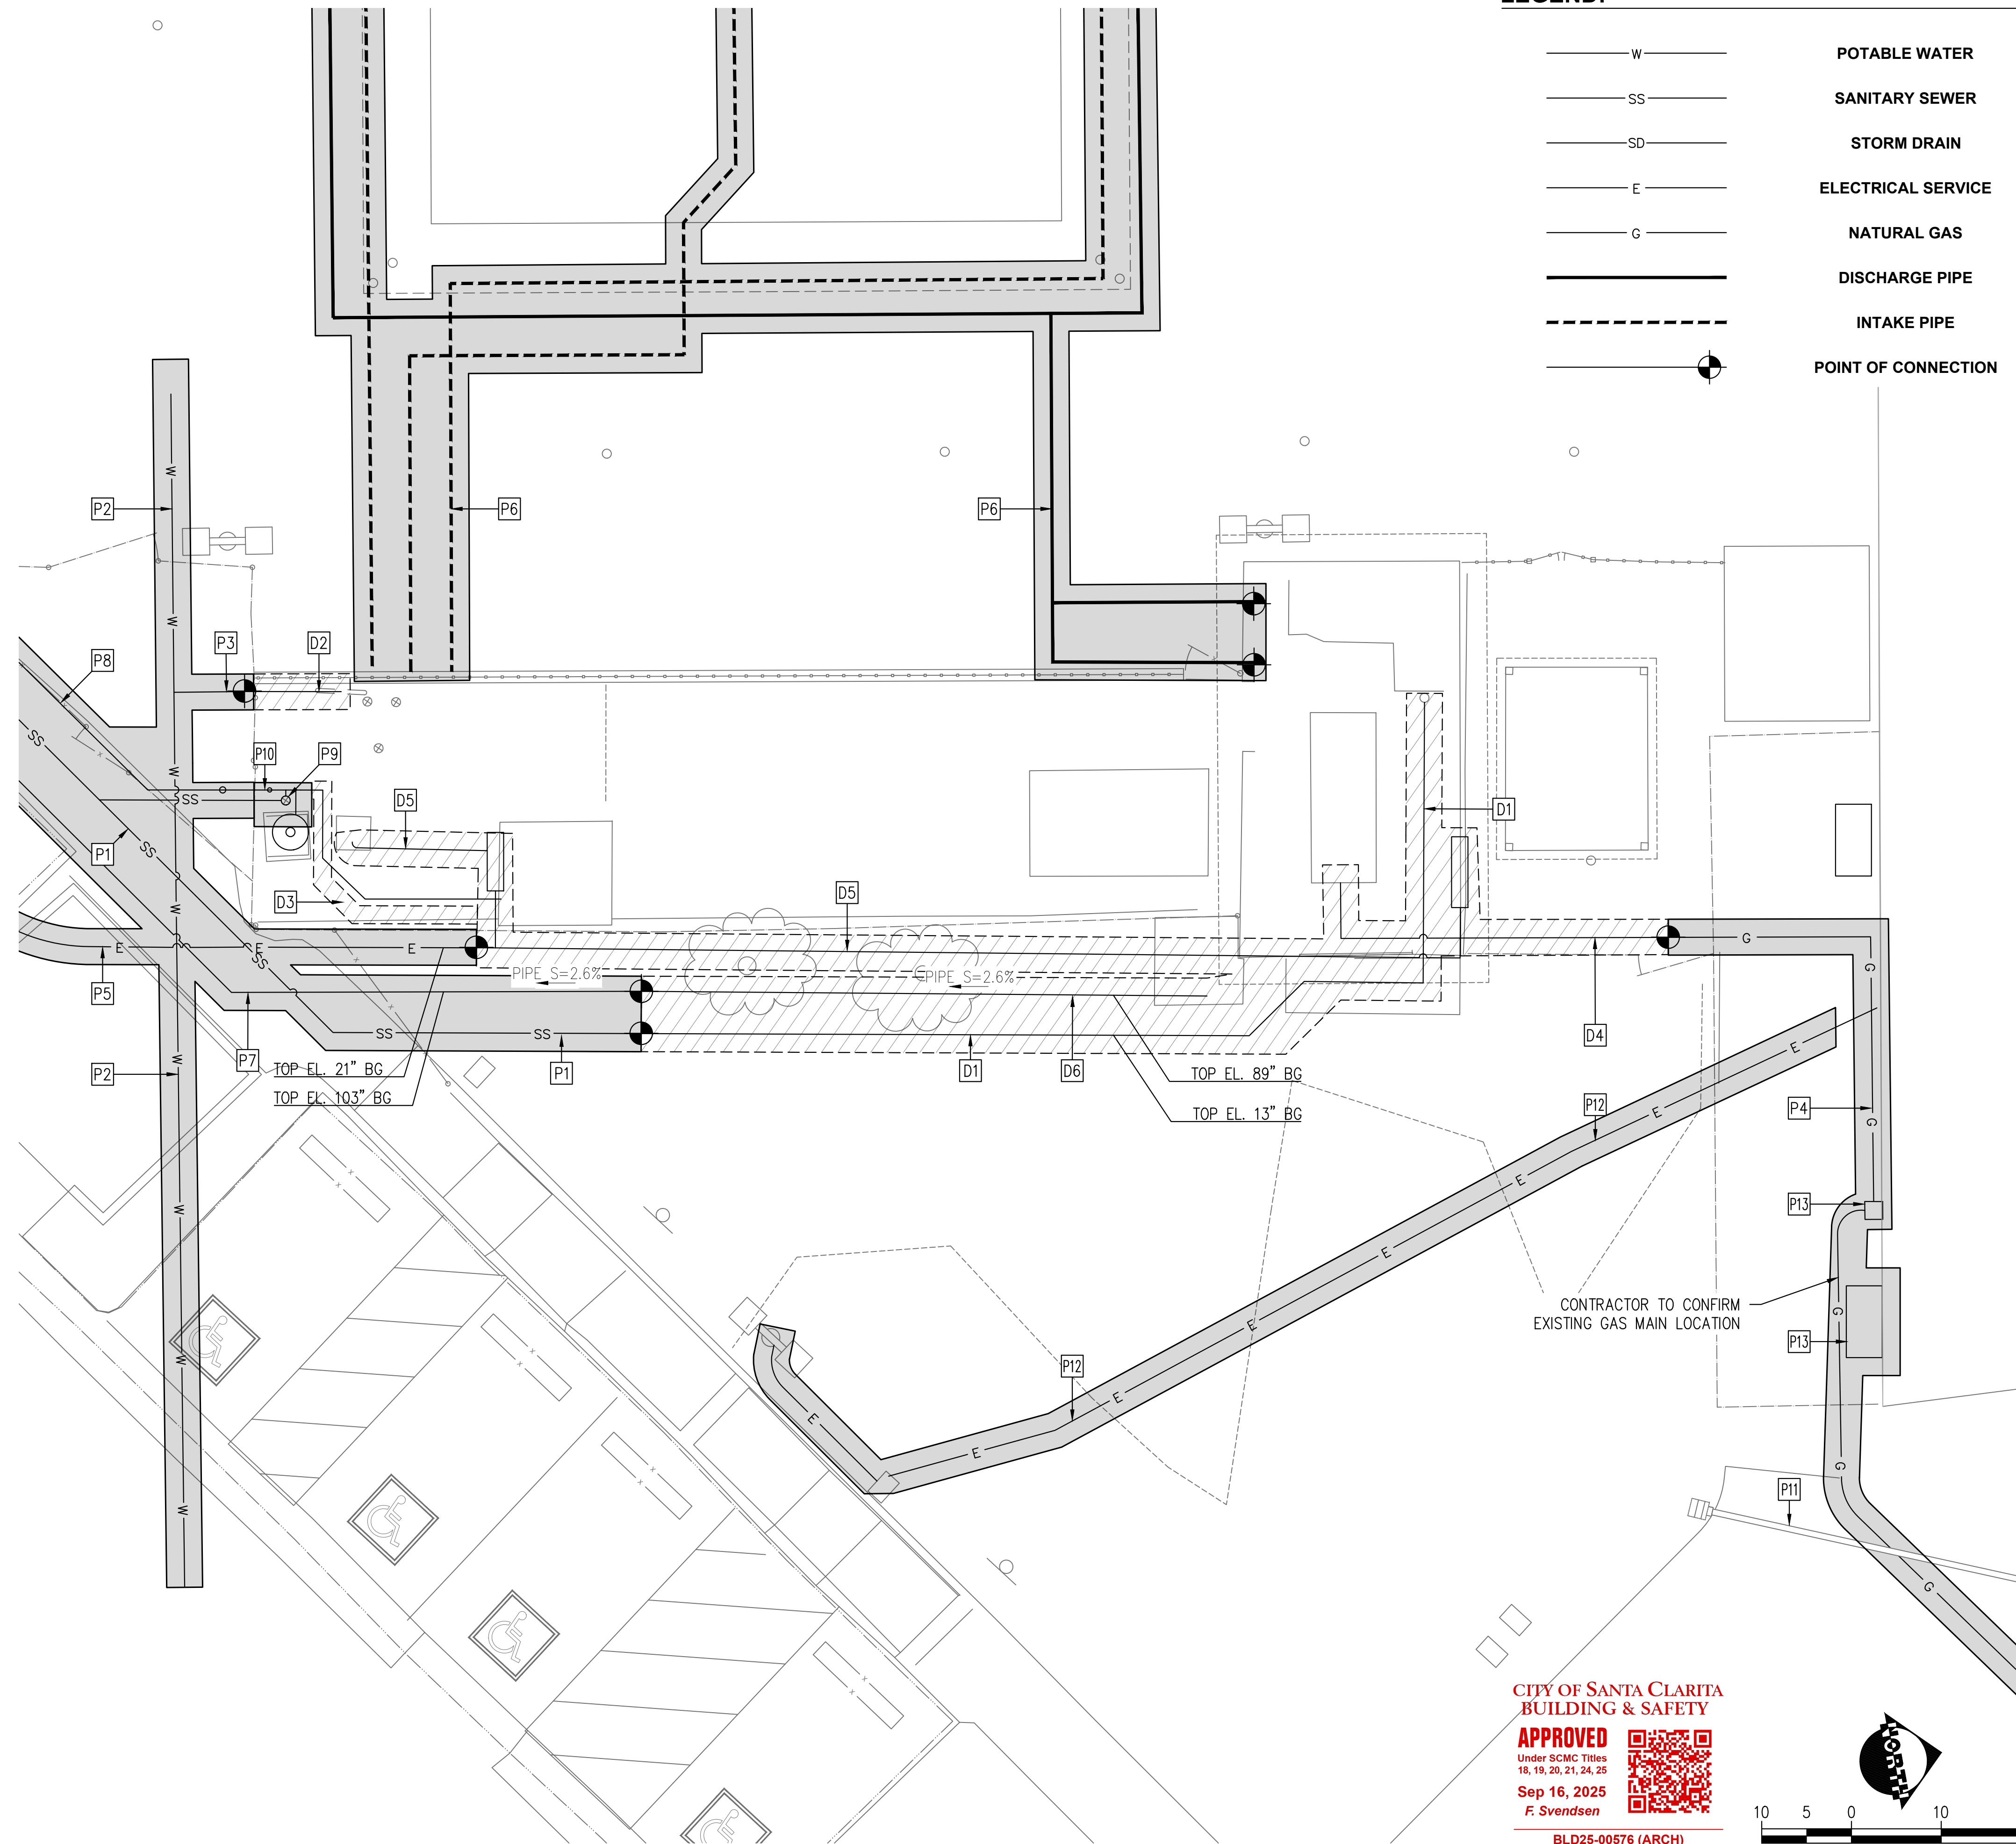 LEGEND:
W POTABLE WATER
SS SANITARY SEWER
SD STORM DRAIN
E ELECTRICAL SERVICE
G NATURAL GAS
DISCHARGE PIPE
INTAKE PIPE
POINT OF CONNECTION
W
P2
P6
P6
W
P3
D2
P8
SS
W
P10
P9
SS
D5
D1
P1
SS
D3
D5
W
E
E
E
SS
G
G
PIPE S=2.6%
PIPE S=2.6%
P5
SS
SS
P7
P2
W
P1
D1
D6
D4
TOP EL. 21" BG
TOP EL. 103" BG
TOP EL. 89" BG
TOP EL. 13" BG
E
P12
E
P4
G
E
W
P13
E
E
CONTRACTOR TO CONFIRM
EXISTING GAS MAIN LOCATION
G
P13
W
P12
E
E
E
G
P11
W
G
CITY OF SANTA CLARITA
BUILDING & SAFETY
APPROVED
Under SCMC Titles
18, 19, 20, 21, 24, 25
Sep 16, 2025
F. Svendsen
BLD25-00576 (ARCH)
NORTH
10 5 0 10